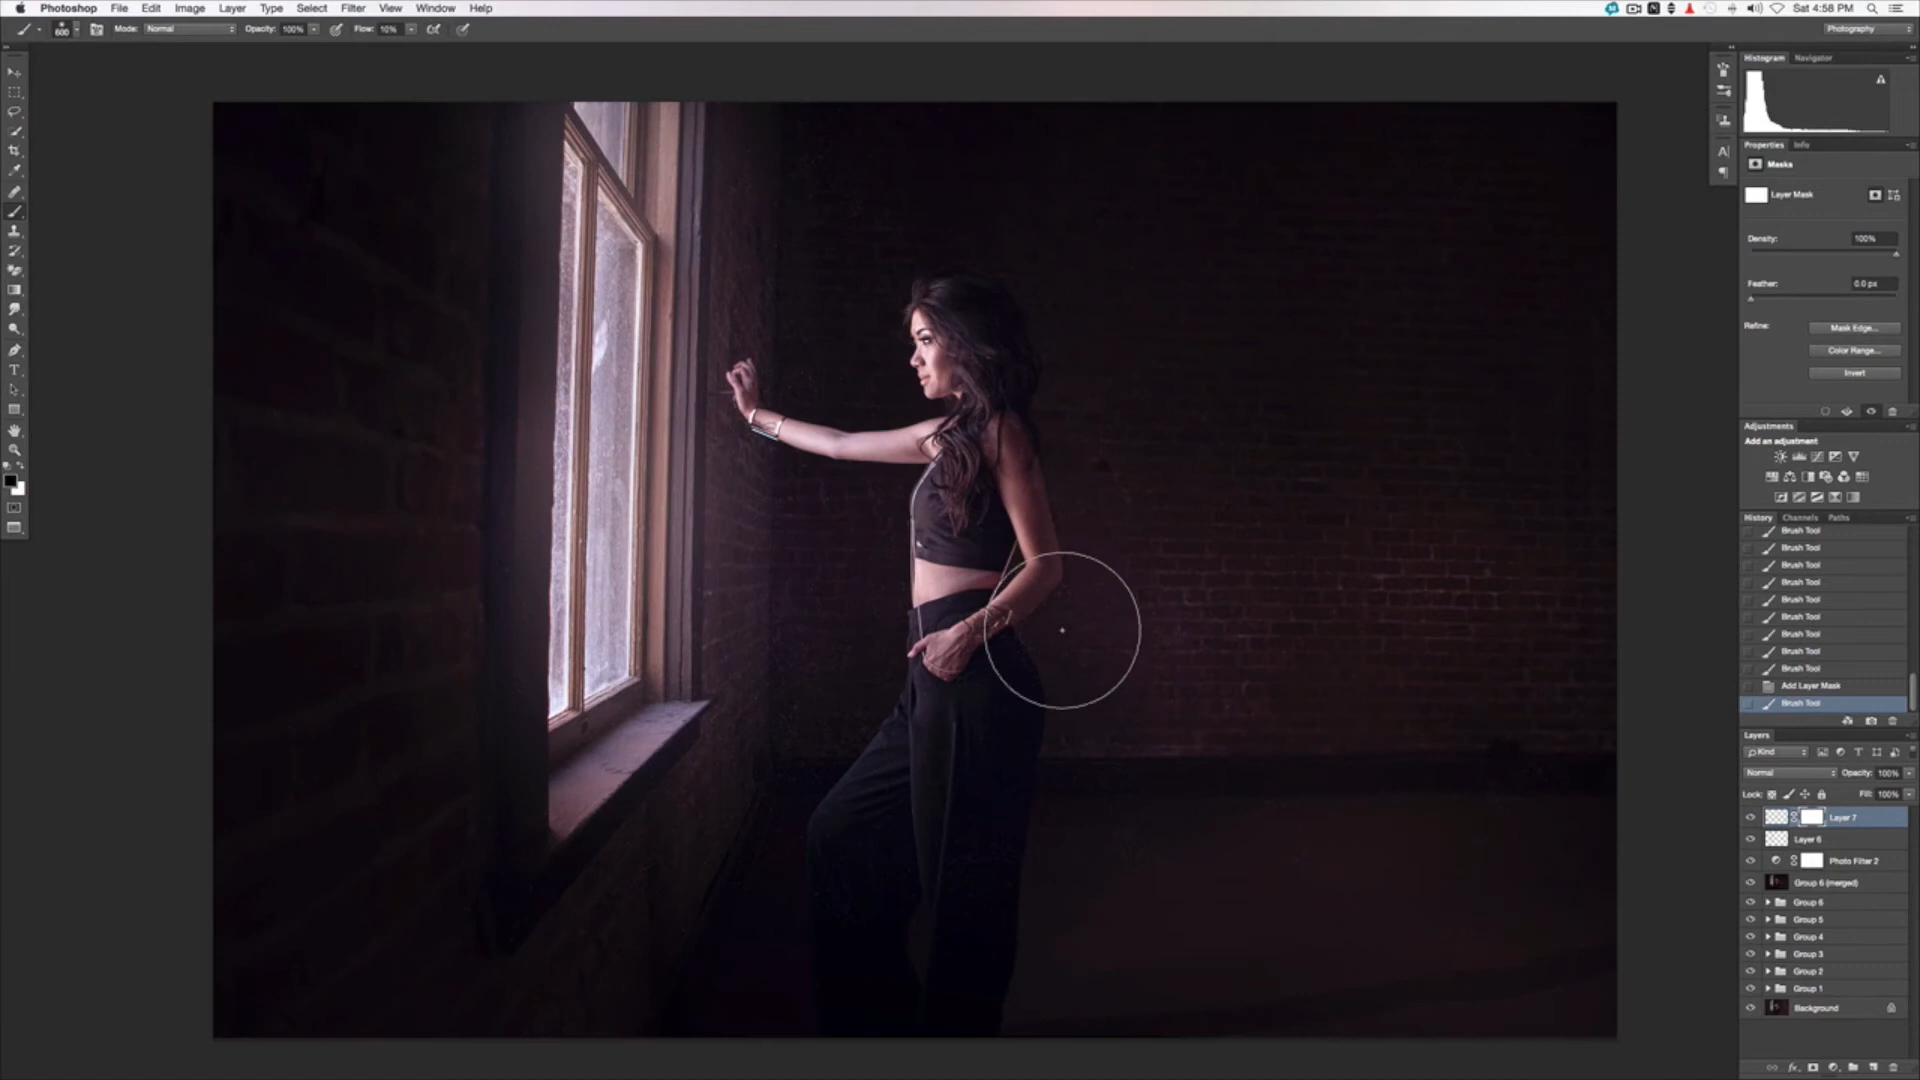 Photoshop File Edit Image Layer Type Select Filter View Window Help Sat 4:58 PM
600 Mode: Normal Opacity: 100% Flow: 10% Photography
Histogram Navigator
Properties Info
Masks
Layer Mask
Density: 100%
Feather: 0.0 px
Refine: Mask Edge...
Color Range...
Invert
Adjustments
Add an adjustment
History Channels Paths
Brush Tool
Brush Tool
Brush Tool
Brush Tool
Brush Tool
Brush Tool
Brush Tool
Brush Tool
Brush Tool
Add Layer Mask
Brush Tool
Layers
Kind
Normal Opacity: 100%
Lock: Fill: 100%
Layer 7
Layer 6
Photo Filter 2
Group 6 (merged)
Group 6
Group 5
Group 4
Group 3
Group 2
Group 1
Background